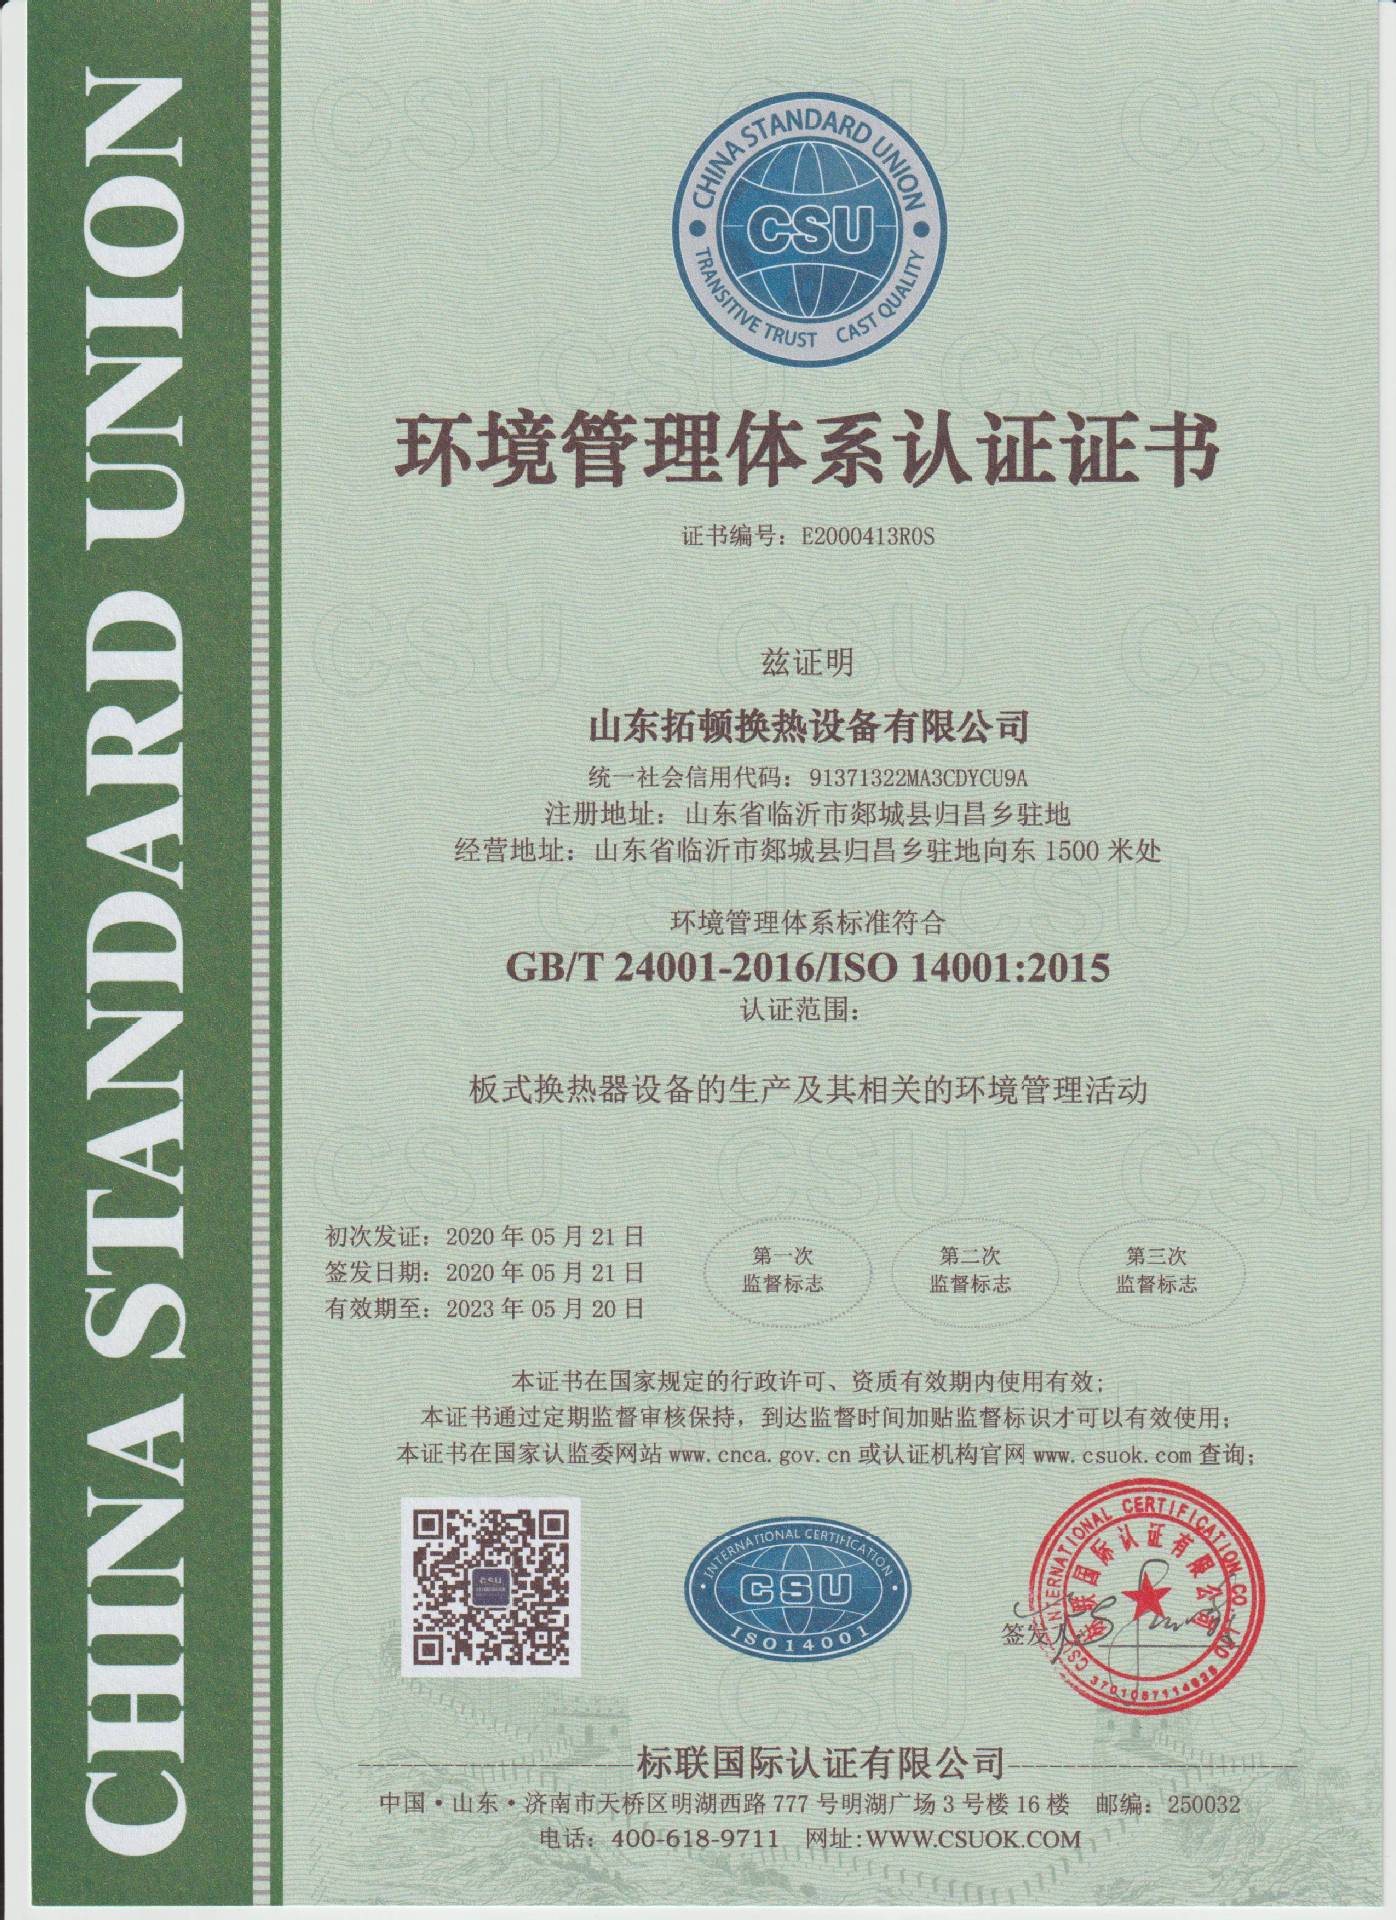 CHINA STANDARD UNION
CHINA STANDARD UNION
CSU
TRANSITIVE TRUST CAST QUALITY
环境管理体系认证证书
证书编号：E2000413R0S
兹证明
山东拓顿换热设备有限公司
统一社会信用代码：91371322MA3CDYCU9A
注册地址：山东省临沂市郯城县归昌乡驻地
经营地址：山东省临沂市郯城县归昌乡驻地向东 1500 米处
环境管理体系标准符合
GB/T 24001-2016/ISO 14001:2015
认证范围：
板式换热器设备的生产及其相关的环境管理活动
初次发证：2020 年 05 月 21 日
签发日期：2020 年 05 月 21 日
有效期至：2023 年 05 月 20 日
第一次
监督标志
第二次
监督标志
第三次
监督标志
本证书在国家规定的行政许可、资质有效期内使用有效；
本证书通过定期监督审核保持，到达监督时间加贴监督标识才可以有效使用；
本证书在国家认监委网站 www.cnca.gov.cn 或认证机构官网 www.csuok.com 查询；
CSU
INTERNATIONAL CERTIFICATION
CSU
ISO14001
CSU INTERNATIONAL CERTIFICATION CO. LTD
标联国际认证有限公司
签发人：
标联国际认证有限公司
中国·山东·济南市天桥区明湖西路 777 号明湖广场 3 号楼 16 楼 邮编：250032
电话：400-618-9711 网址:WWW.CSUOK.COM